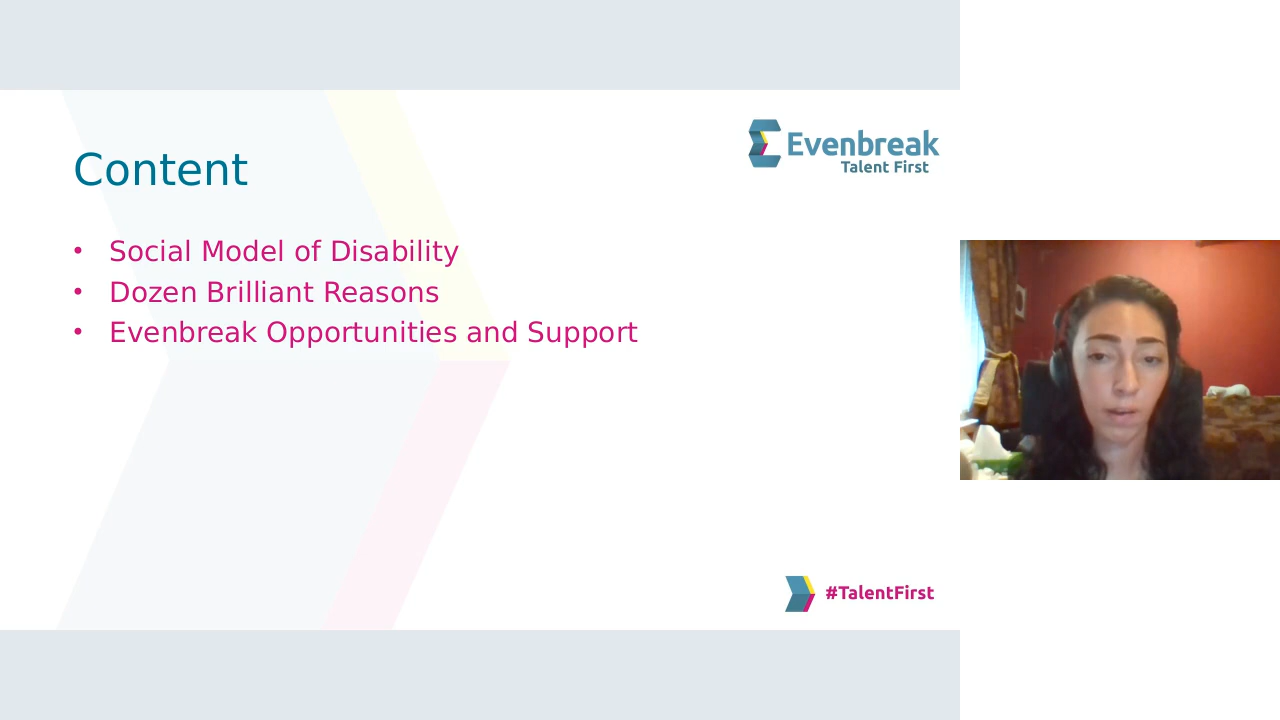 Evenbreak
Talent First
Content
• Social Model of Disability
• Dozen Brilliant Reasons
• Evenbreak Opportunities and Support
#TalentFirst